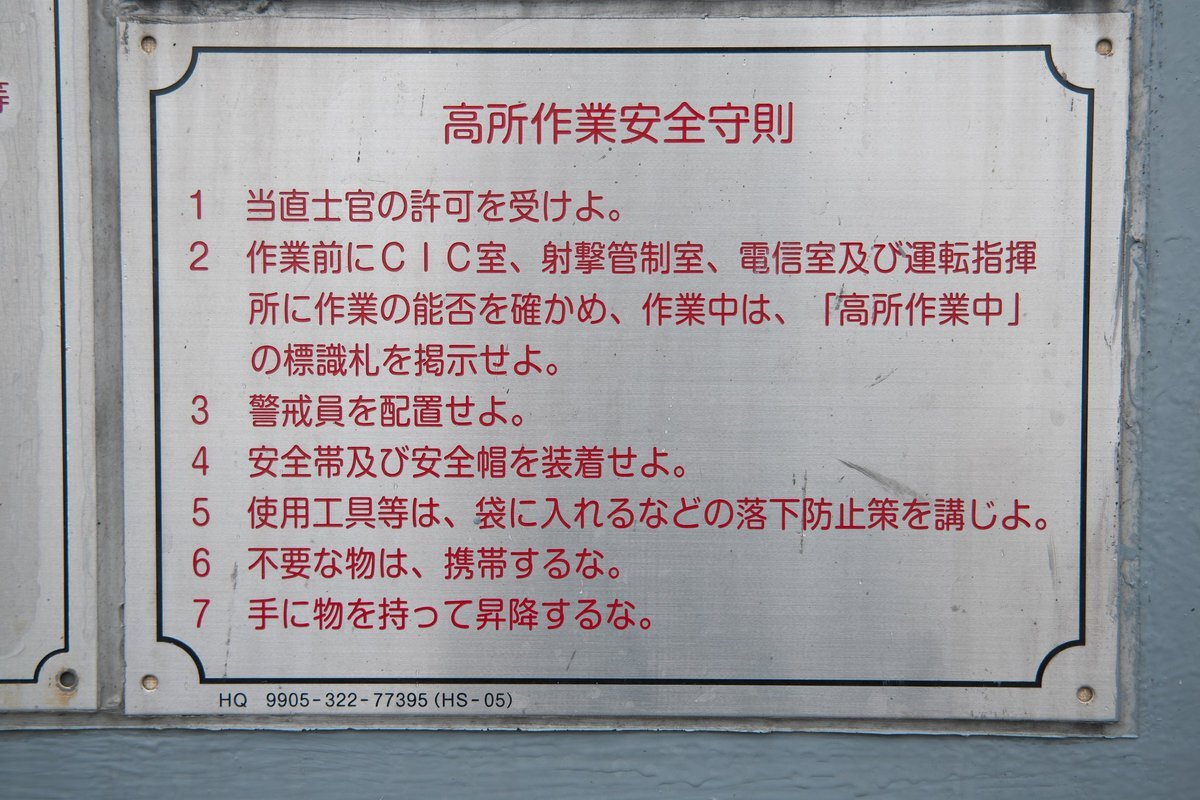 等
高所作業安全守則
1 当直士官の許可を受けよ。
2 作業前にCIC室、射撃管制室、電信室及び運転指揮
所に作業の能否を確かめ、作業中は、「高所作業中」
の標識札を掲示せよ。
3 警戒員を配置せよ。
4 安全帯及び安全帽を装着せよ。
5 使用工具等は、袋に入れるなどの落下防止策を講じよ。
6 不要な物は、携帯するな。
7 手に物を持って昇降するな。
HQ 9905-322-77395(HS-05)